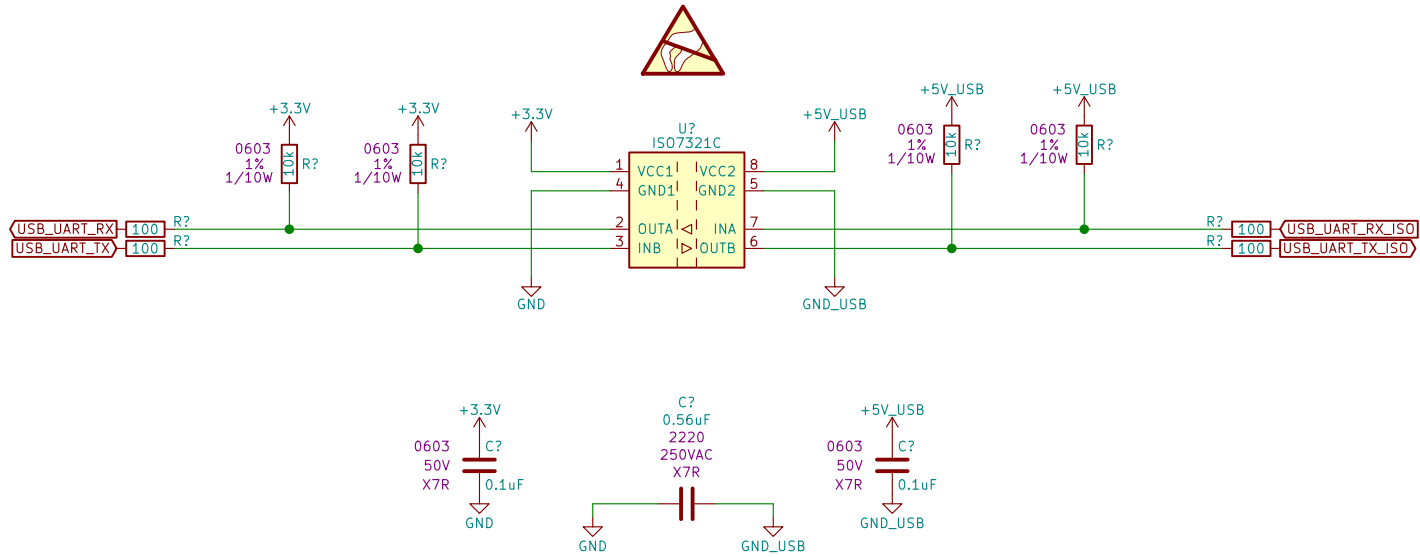 +3.3V
0603
1%
1/10W
10k
R?
+3.3V
0603
1%
1/10W
10k
R?
+3.3V
U?
ISO7321C
+5V_USB
1 VCC1 VCC2 8
4 GND1 GND2 5
2 OUTA INA 7
3 INB OUTB 6
GND
GND_USB
+5V_USB
0603
1%
1/10W
10k
R?
+5V_USB
0603
1%
1/10W
10k
R?
R?
USB_UART_RX 100
R?
USB_UART_TX 100
R?
100 USB_UART_RX_ISO
R?
100 USB_UART_TX_ISO
+3.3V
0603
50V
X7R
C?
0.1uF
GND
C?
0.56uF
2220
250VAC
X7R
GND
GND_USB
+5V_USB
0603
50V
X7R
C?
0.1uF
GND_USB